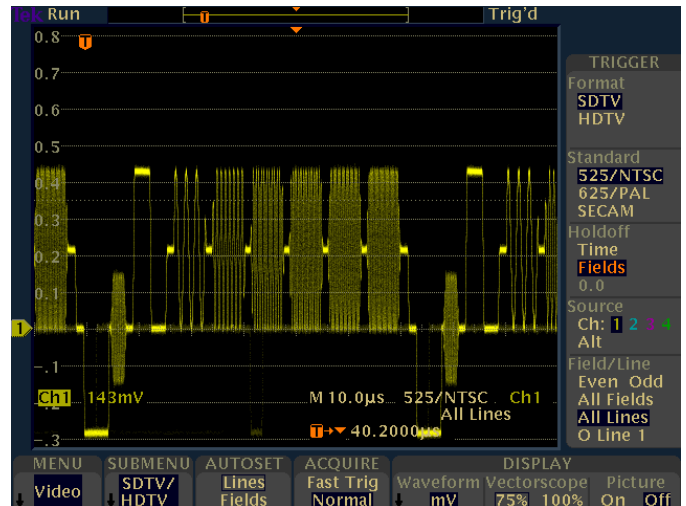 Tek Run Trig'd
T
T
0.8
0.7
0.6
0.5
0.4
0.3
0.2
0.1
1
-.1
-.3
Ch1 143mV M 10.0µs 525/NTSC Ch1
All Lines
T→▼ 40.2000µs
TRIGGER
Format
SDTV
HDTV
Standard
525/NTSC
625/PAL
SECAM
Holdoff
Time
Fields
0.0
Source
Ch: 1 2 3 4
Alt
Field/Line
Even Odd
All Fields
All Lines
O Line 1
MENU SUBMENU AUTOSET ACQUIRE DISPLAY
Video SDTV/ Lines Fast Trig Waveform Vectorscope Picture
HDTV Fields Normal mV 75% 100% On Off